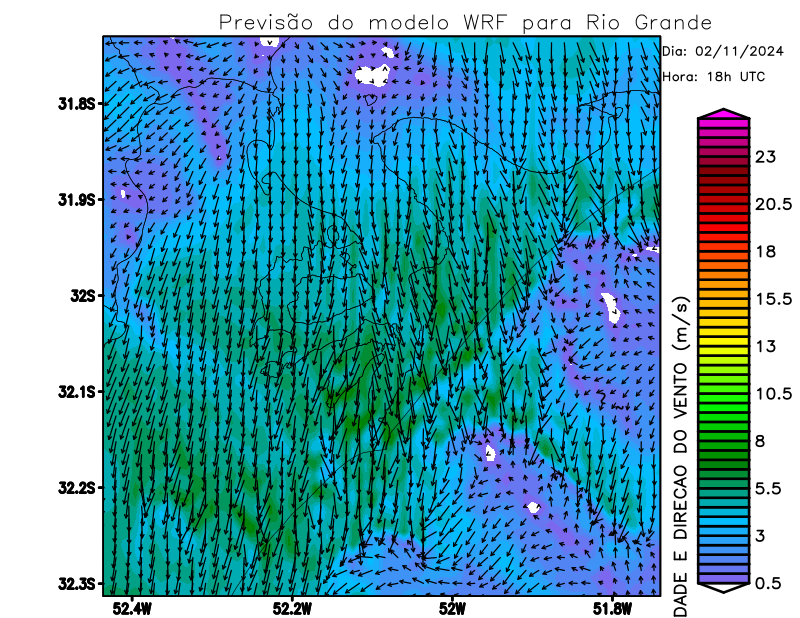 Previsão do modelo WRF para Rio Grande
Dia: 02/11/2024
Hora: 18h UTC
31.8S
31.9S
32S
32.1S
32.2S
32.3S
52.4W
52.2W
52W
51.8W
23
20.5
18
15.5
13
10.5
8
5.5
3
0.5
DADE E DIRECAO DO VENTO (m/s)